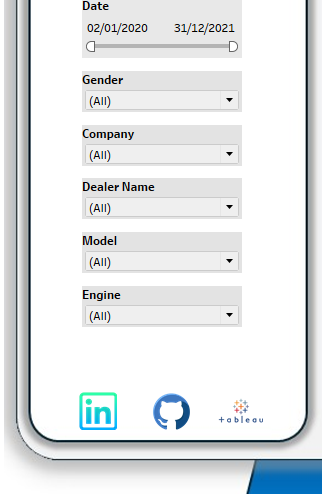 Date
02/01/2020 31/12/2021
Gender
(All)
Company
(All)
Dealer Name
(All)
Model
(All)
Engine
(All)
in
+ableau